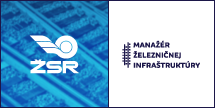 ŽSR
MANAŽÉR
ŽELEZNIČNEJ
INFRAŠTRUKTÚRY